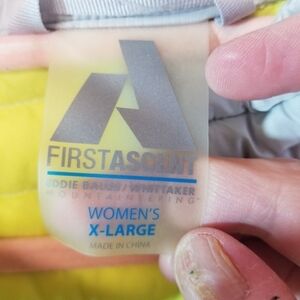 FIRSTASCENT
EDDIE BAUER / WHITTAKER
MOUNTAINEERING
WOMEN'S
X-LARGE
MADE IN CHINA